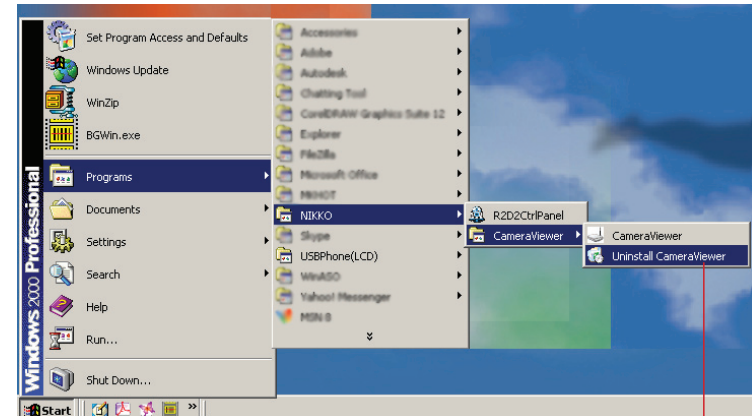 Set Program Access and Defaults
Windows Update
WinZip
BGWin.exe
Programs
Documents
Settings
Search
Help
Run...
Shut Down...
Windows 2000 Professional
Accessories
Adobe
Autodesk
Chatting Tool
CorelDRAW Graphics Suite 12
Explorer
FileZilla
Microsoft Office
NIKKO
Skype
USBPhone(LCD)
WinASO
Yahoo! Messenger
MSN 8
R2D2CtrlPanel
CameraViewer
CameraViewer
Uninstall CameraViewer
Start